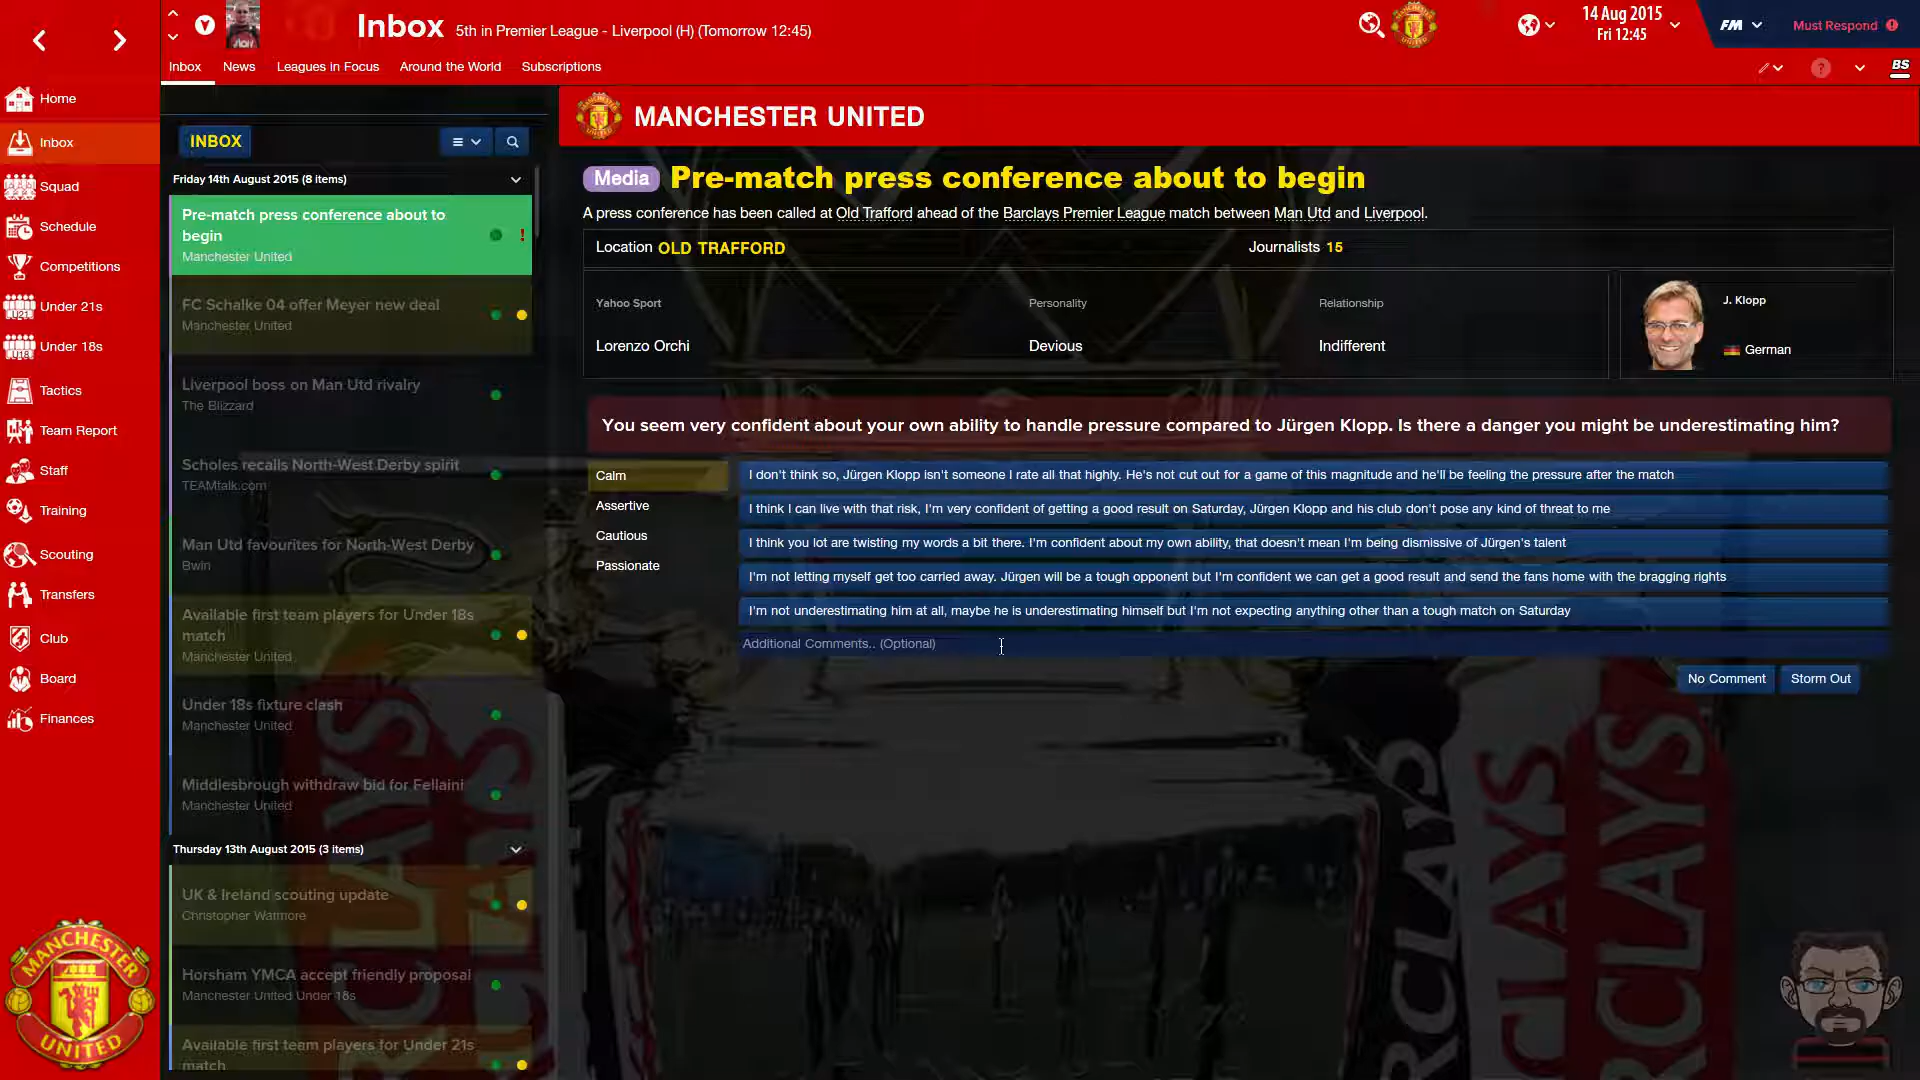 Inbox
5th in Premier League - Liverpool (H) (Tomorrow 12:45)
14 Aug 2015
Fri 12:45
FM
Must Respond
Inbox
News
Leagues in Focus
Around the World
Subscriptions
BS
Home
Inbox
Squad
Schedule
Competitions
Under 21s
Under 18s
Tactics
Team Report
Staff
Training
Scouting
Transfers
Club
Board
Finances
MANCHESTER
UNITED
INBOX
Friday 14th August 2015 (8 items)
Pre-match press conference about to
begin
Manchester United
FC Schalke 04 offer Meyer new deal
Manchester United
Liverpool boss on Man Utd rivalry
The Blizzard
Scholes recalls North-West Derby spirit
TEAMtalk.com
Man Utd favourites for North-West Derby
Bwin
Available first team players for Under 18s
match
Manchester United
Under 18s fixture clash
Manchester United
Middlesbrough withdraw bid for Fellaini
Manchester United
Thursday 13th August 2015 (3 items)
UK & Ireland scouting update
Christopher Watmore
Horsham YMCA accept friendly proposal
Manchester United Under 18s
Available first team players for Under 21s
match
MANCHESTER UNITED
Media
Pre-match press conference about to begin
A press conference has been called at Old Trafford ahead of the Barclays Premier League match between Man Utd and Liverpool.
Location OLD TRAFFORD
Journalists 15
Yahoo Sport
Personality
Relationship
Lorenzo Orchi
Devious
Indifferent
J. Klopp
German
You seem very confident about your own ability to handle pressure compared to Jürgen Klopp. Is there a danger you might be underestimating him?
Calm
Assertive
Cautious
Passionate
I don't think so, Jürgen Klopp isn't someone I rate all that highly. He's not cut out for a game of this magnitude and he'll be feeling the pressure after the match
I think I can live with that risk, I'm very confident of getting a good result on Saturday, Jürgen Klopp and his club don't pose any kind of threat to me
I think you lot are twisting my words a bit there. I'm confident about my own ability, that doesn't mean I'm being dismissive of Jürgen's talent
I'm not letting myself get too carried away. Jürgen will be a tough opponent but I'm confident we can get a good result and send the fans home with the bragging rights
I'm not underestimating him at all, maybe he is underestimating himself but I'm not expecting anything other than a tough match on Saturday
Additional Comments.. (Optional)
No Comment
Storm Out